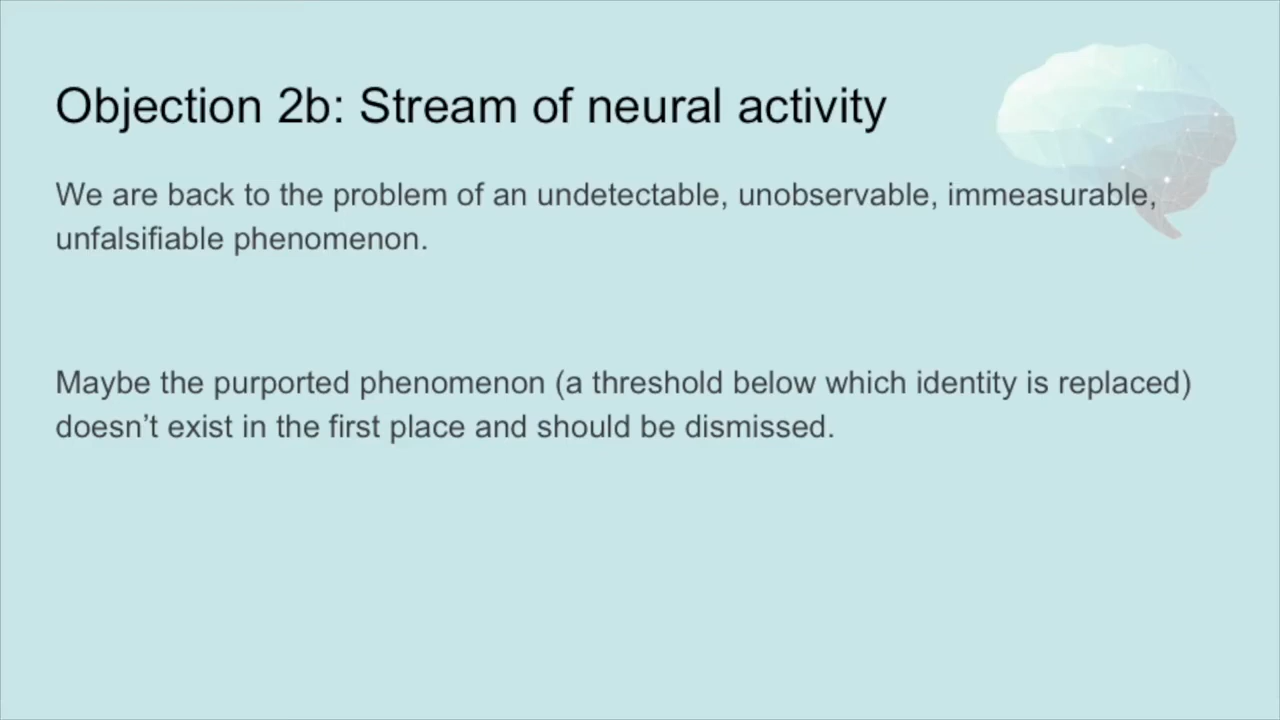 Objection 2b: Stream of neural activity
We are back to the problem of an undetectable, unobservable, immeasurable,
unfalsifiable phenomenon.
Maybe the purported phenomenon (a threshold below which identity is replaced)
doesn’t exist in the first place and should be dismissed.